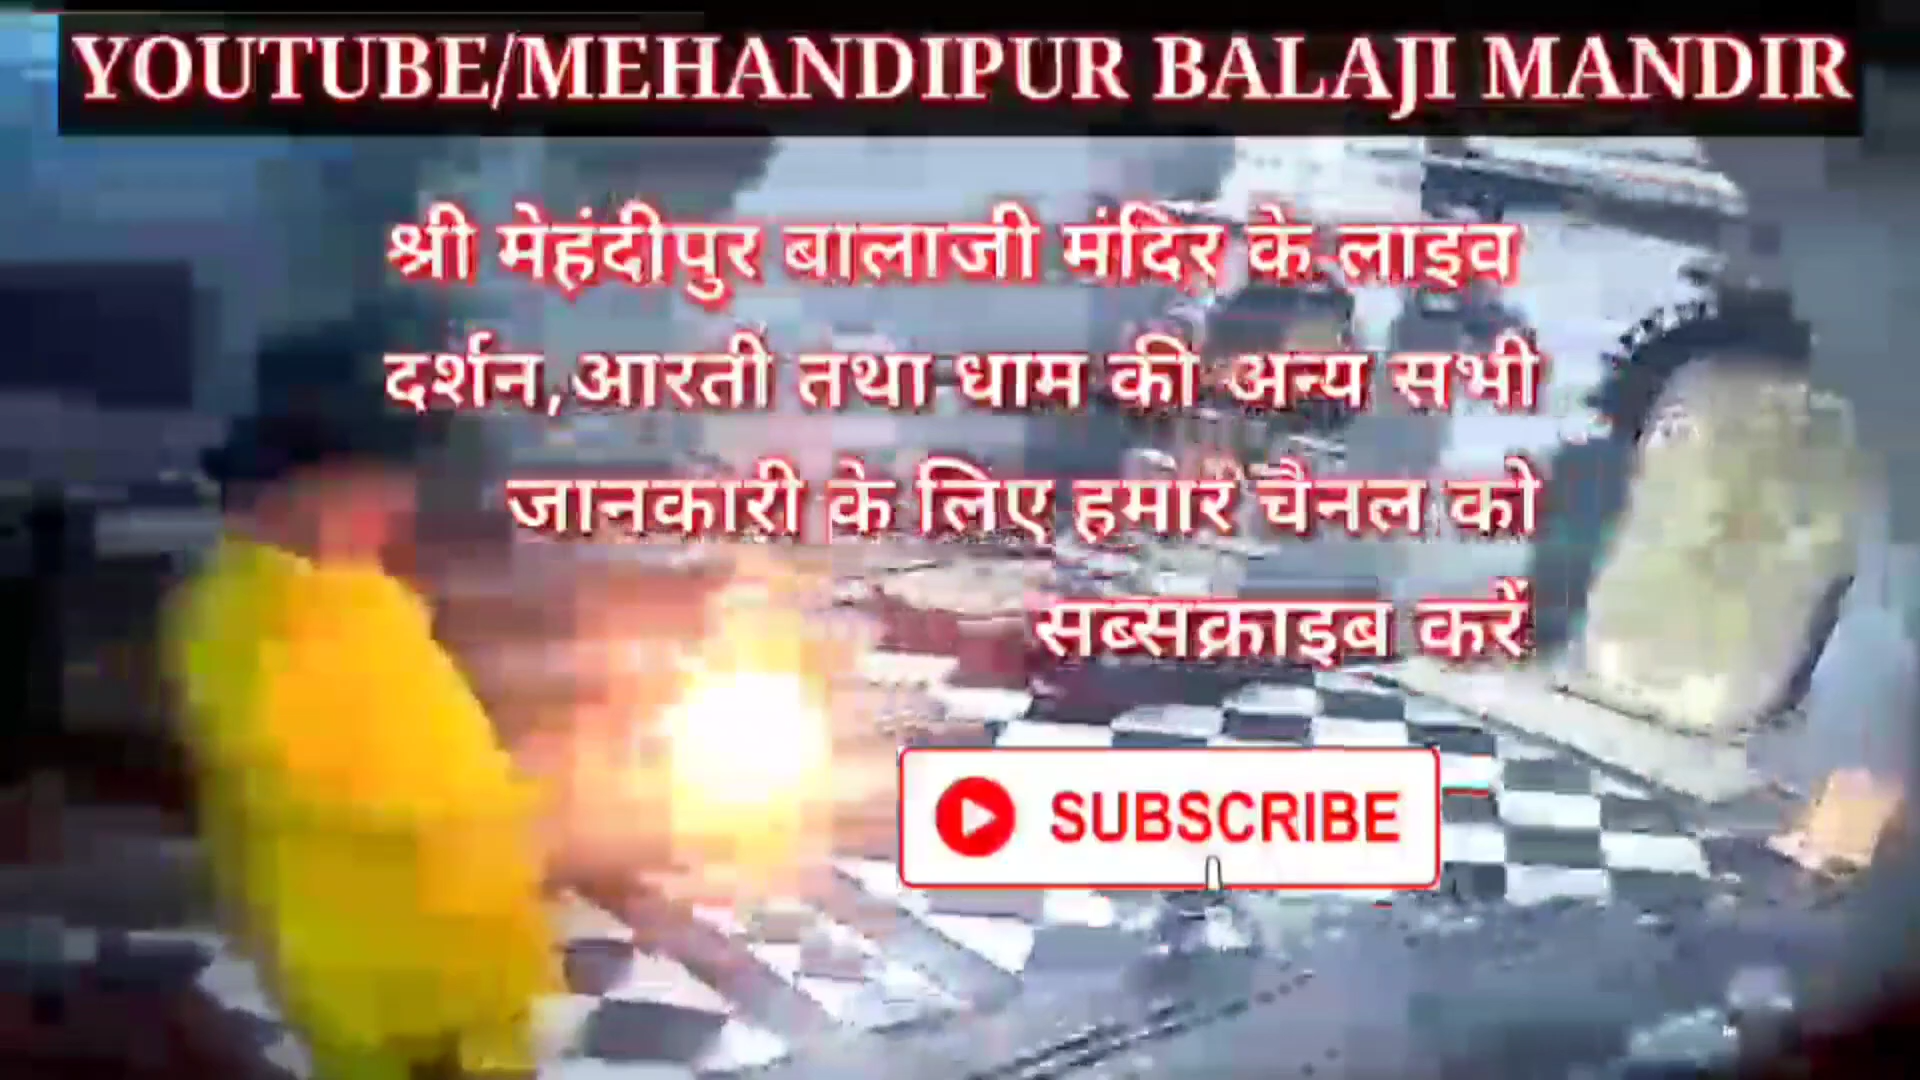 YOUTUBE/MEHANDIPUR BALAJI MANDIR
श्री मेहंदीपुर बालाजी मंदिर के लाइव
दर्शन,आरती तथा धाम की अन्य सभी
जानकारी के लिए हमारे चैनल को
सब्सक्राइब करें
SUBSCRIBE